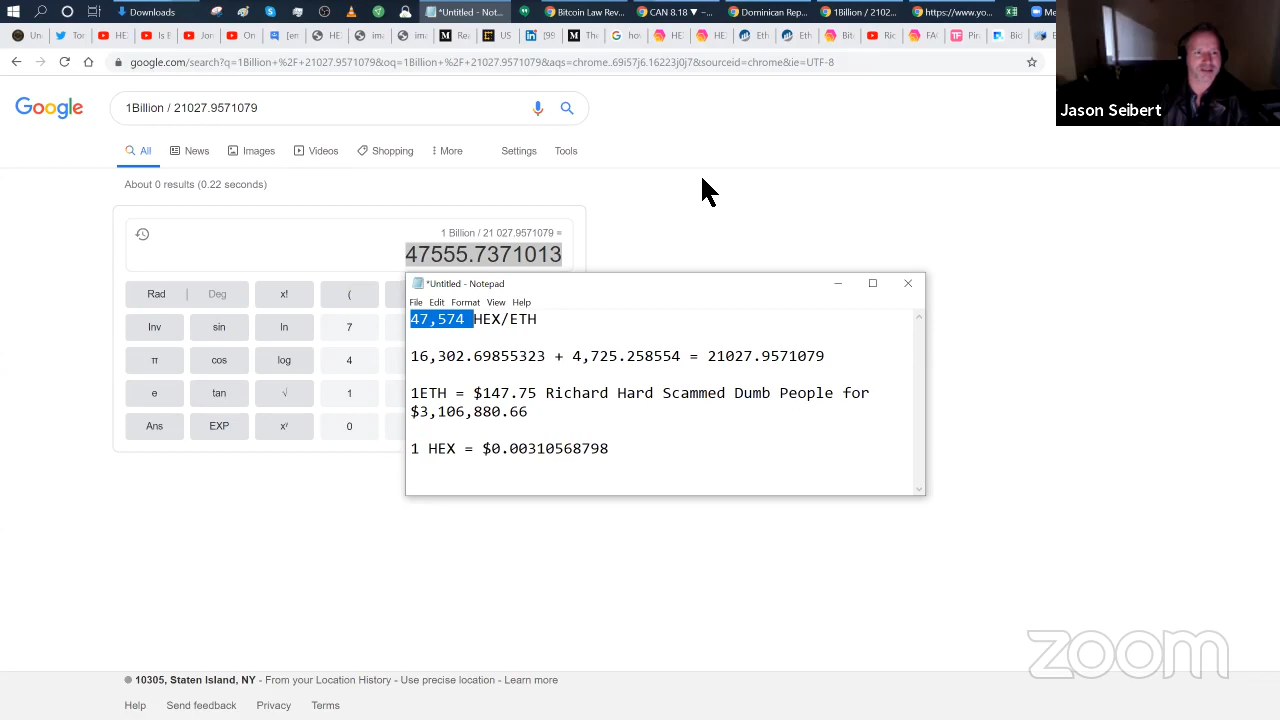 Downloads
*Untitled - Not...
Bitcoin Law Rev...
CAN 8.18 ▼ –...
Dominican Rep...
1Billion / 2102...
https://www.yo...
Me
google.com/search?q=1Billion+%2F+21027.9571079&oq=1Billion+%2F+21027.9571079&aqs=chrome..69i57j6.16223j0j7&sourceid=chrome&ie=UTF-8
Jason Seibert
Google
1Billion / 21027.9571079
All News Images Videos Shopping More Settings Tools
About 0 results (0.22 seconds)
1 Billion / 21 027.9571079 =
47555.7371013
Rad Deg x! (
Inv sin ln 7
π cos log 4
e tan √ 1
Ans EXP xʸ 0
*Untitled - Notepad
File Edit Format View Help
47,574 HEX/ETH
16,302.69855323 + 4,725.258554 = 21027.9571079
1ETH = $147.75 Richard Hard Scammed Dumb People for
$3,106,880.66
1 HEX = $0.00310568798
zoom
10305, Staten Island, NY - From your Location History - Use precise location - Learn more
Help Send feedback Privacy Terms